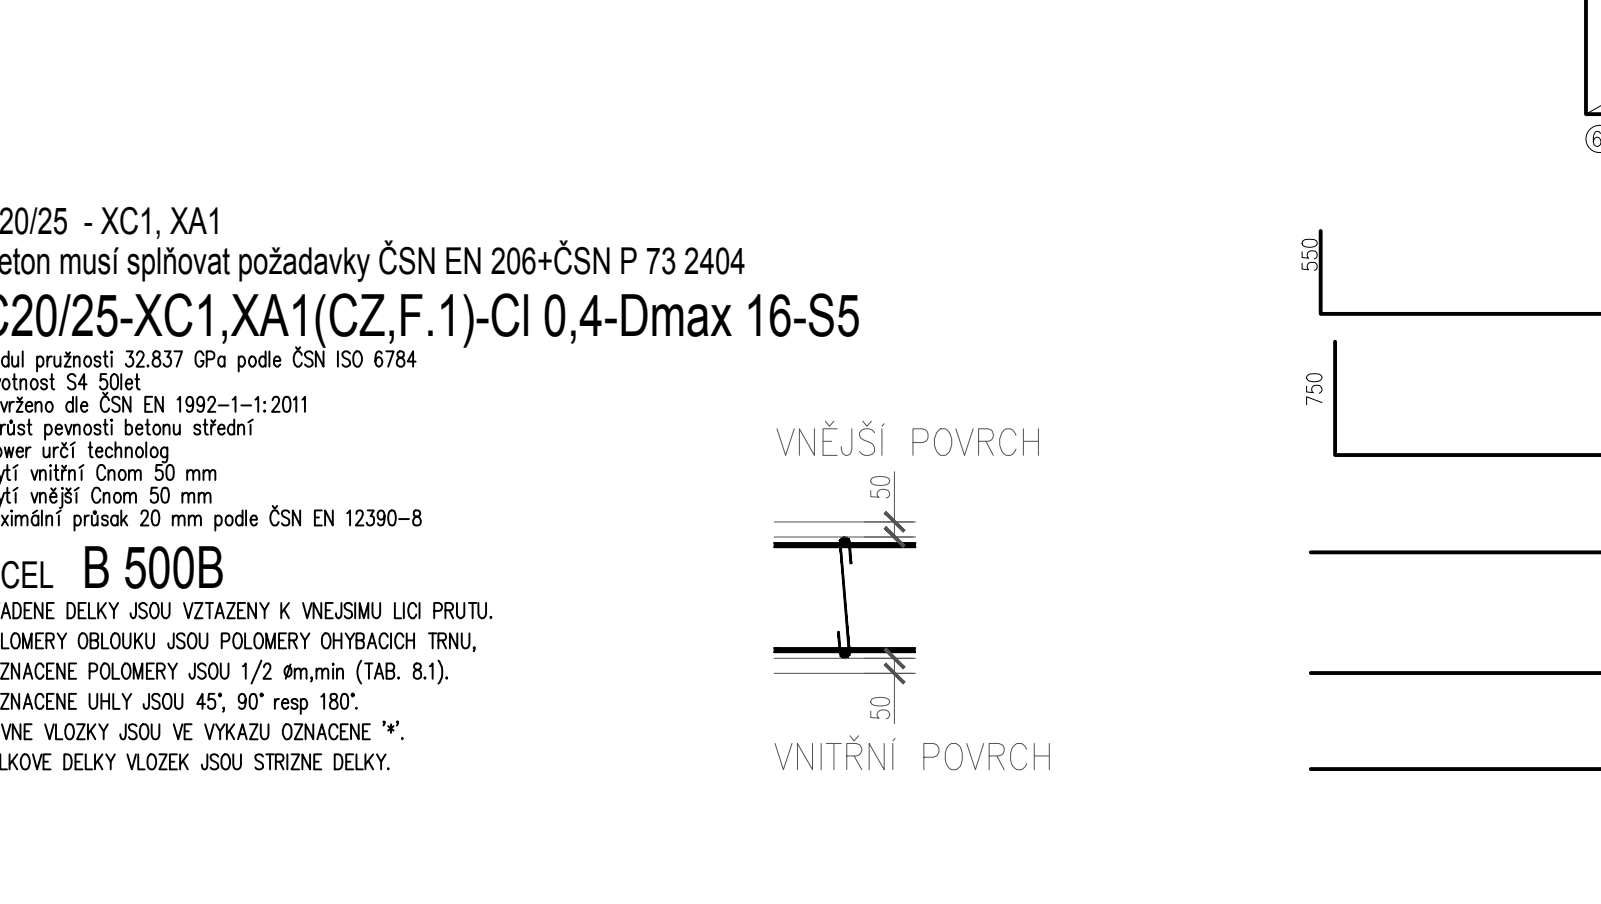 20/25 - XC1, XA1
eton musí splňovat požadavky ČSN EN 206+ČSN P 73 2404
C20/25-XC1,XA1(CZ,F.1)-Cl 0,4-Dmax 16-S5
dul pružnosti 32.837 GPa podle ČSN ISO 6784
otnost S4 50let
vrženo dle ČSN EN 1992-1-1:2011
růst pevnosti betonu střední
ower určí technolog
ytí vnitřní Cnom 50 mm
ytí vnější Cnom 50 mm
ximální průsak 20 mm podle ČSN EN 12390-8
CEL B 500B
ADENE DELKY JSOU VZTAZENY K VNEJSIMU LICI PRUTU.
LOMERY OBLOUKU JSOU POLOMERY OHYBACICH TRNU,
ZNACENE POLOMERY JSOU 1/2 øm,min (TAB. 8.1).
ZNACENE UHLY JSOU 45°, 90° resp 180°.
VNE VLOZKY JSOU VE VYKAZU OZNACENE '*'.
LKOVE DELKY VLOZEK JSOU STRIZNE DELKY.
VNĚJŠÍ POVRCH
50
50
VNITŘNÍ POVRCH
6
550
750